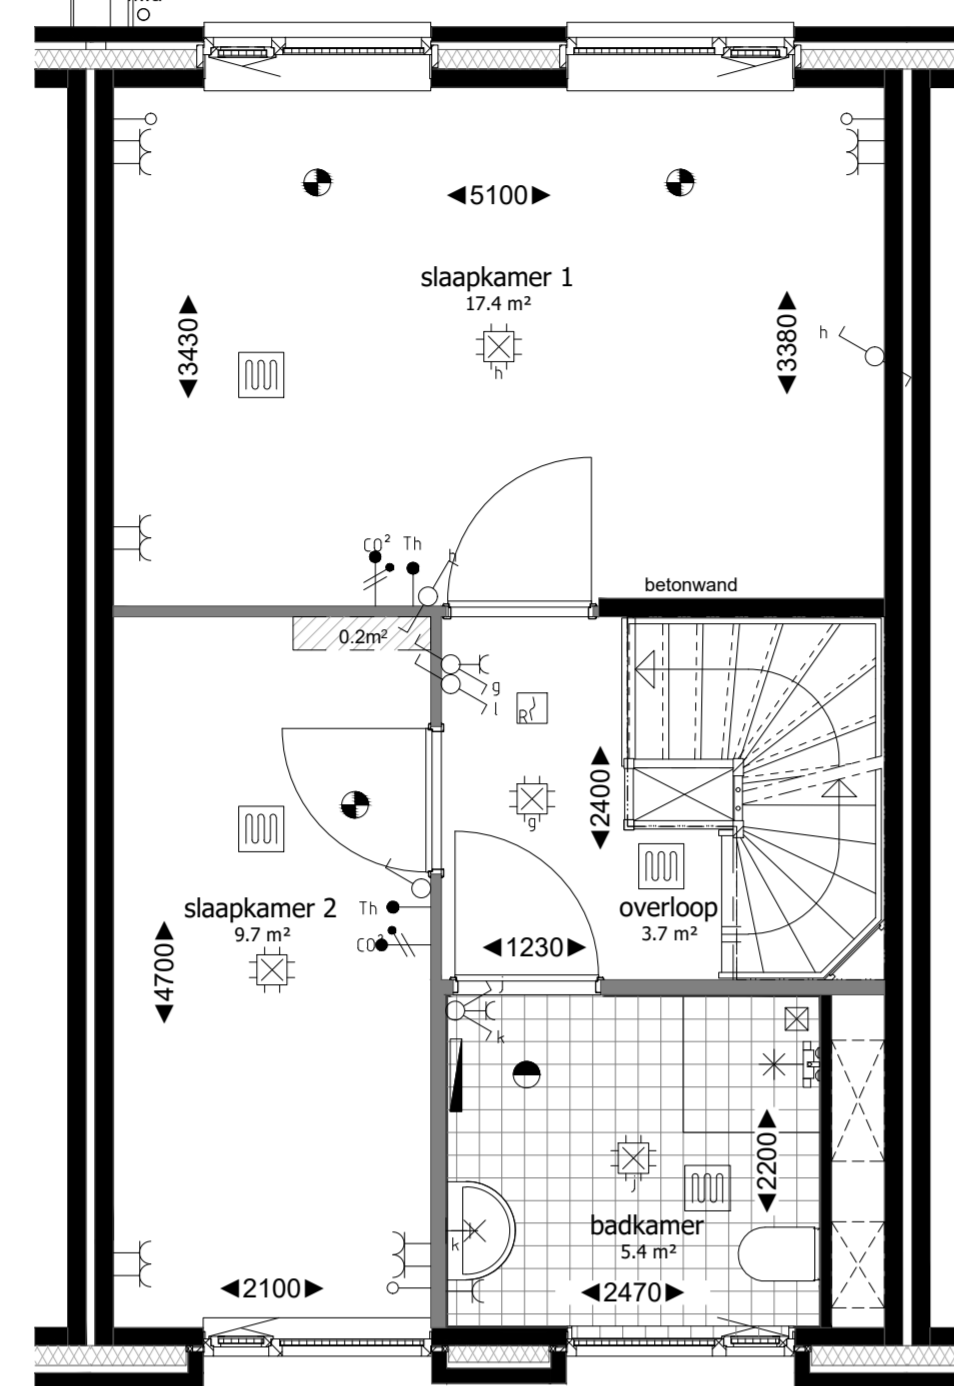 5100
slaapkamer 1
17.4 m²
3430
3380
h
h
CO²
Th
h
betonwand
0.2m²
g
l
R
g
2400
slaapkamer 2
9.7 m²
Th
CO²
overloop
3.7 m²
1230
4700
j
k
2200
j
badkamer
5.4 m²
k
2100
2470